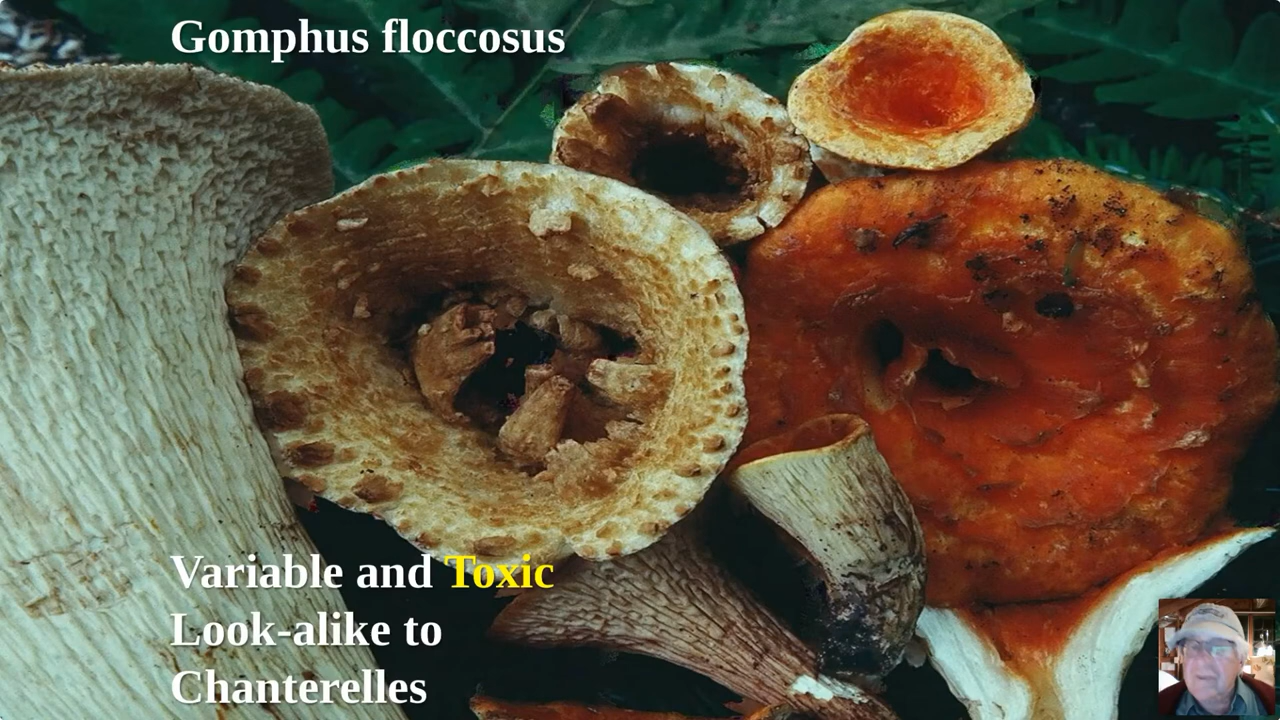 Gomphus floccosus
Variable and Toxic
Look-alike to
Chanterelles